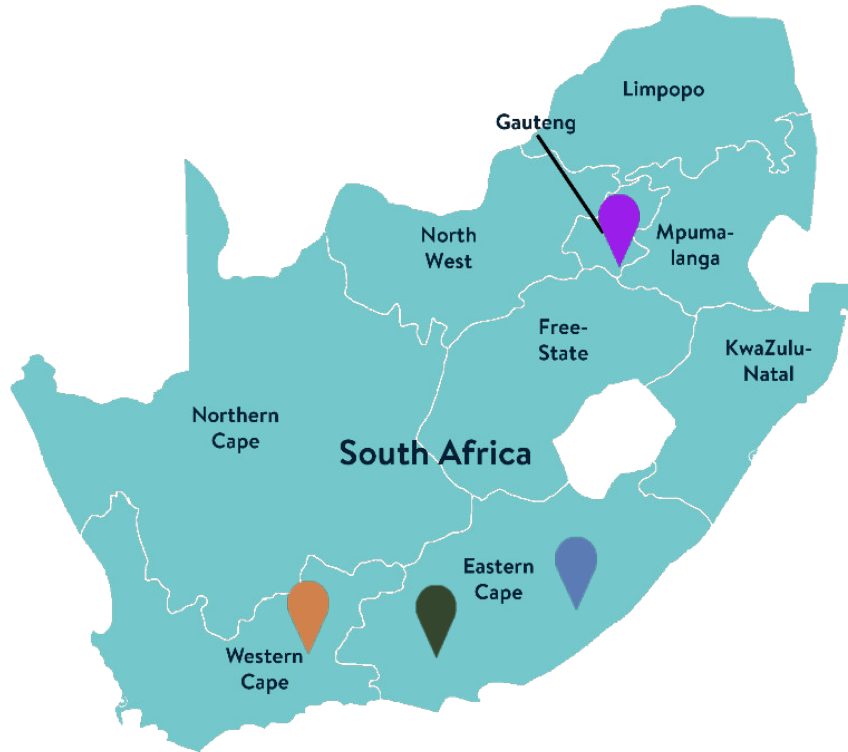 Limpopo
Gauteng
North
West
Mpuma-
langa
Free-
State
KwaZulu-
Natal
Northern
Cape
South Africa
Eastern
Cape
Western
Cape